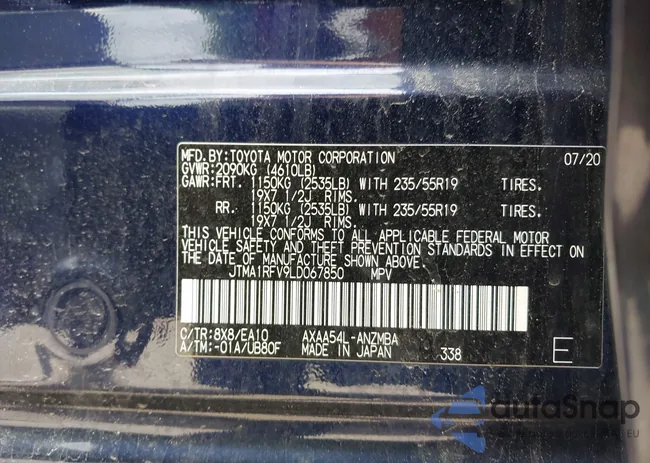 MFD.BY:TOYOTA MOTOR CORPORATION 07/20
GVWR:2090KG (4610LB)
GAWR:FRT. 1150KG (2535LB) WITH 235/55R19 TIRES.
19X7 1/2J RIMS.
RR. 1150KG (2535LB) WITH 235/55R19 TIRES.
19X7 1/2J RIMS.
THIS VEHICLE CONFORMS TO ALL APPLICABLE FEDERAL MOTOR
VEHICLE SAFETY AND THEFT PREVENTION STANDARDS IN EFFECT ON
THE DATE OF MANUFACTURE SHOWN ABOVE.
JTMA1RFV9LD067850 MPV
C/TR:8X8/EA10 AXAA54L-ANZMBA
A/TM:-01A/UB80F MADE IN JAPAN 338 E
autoSnap